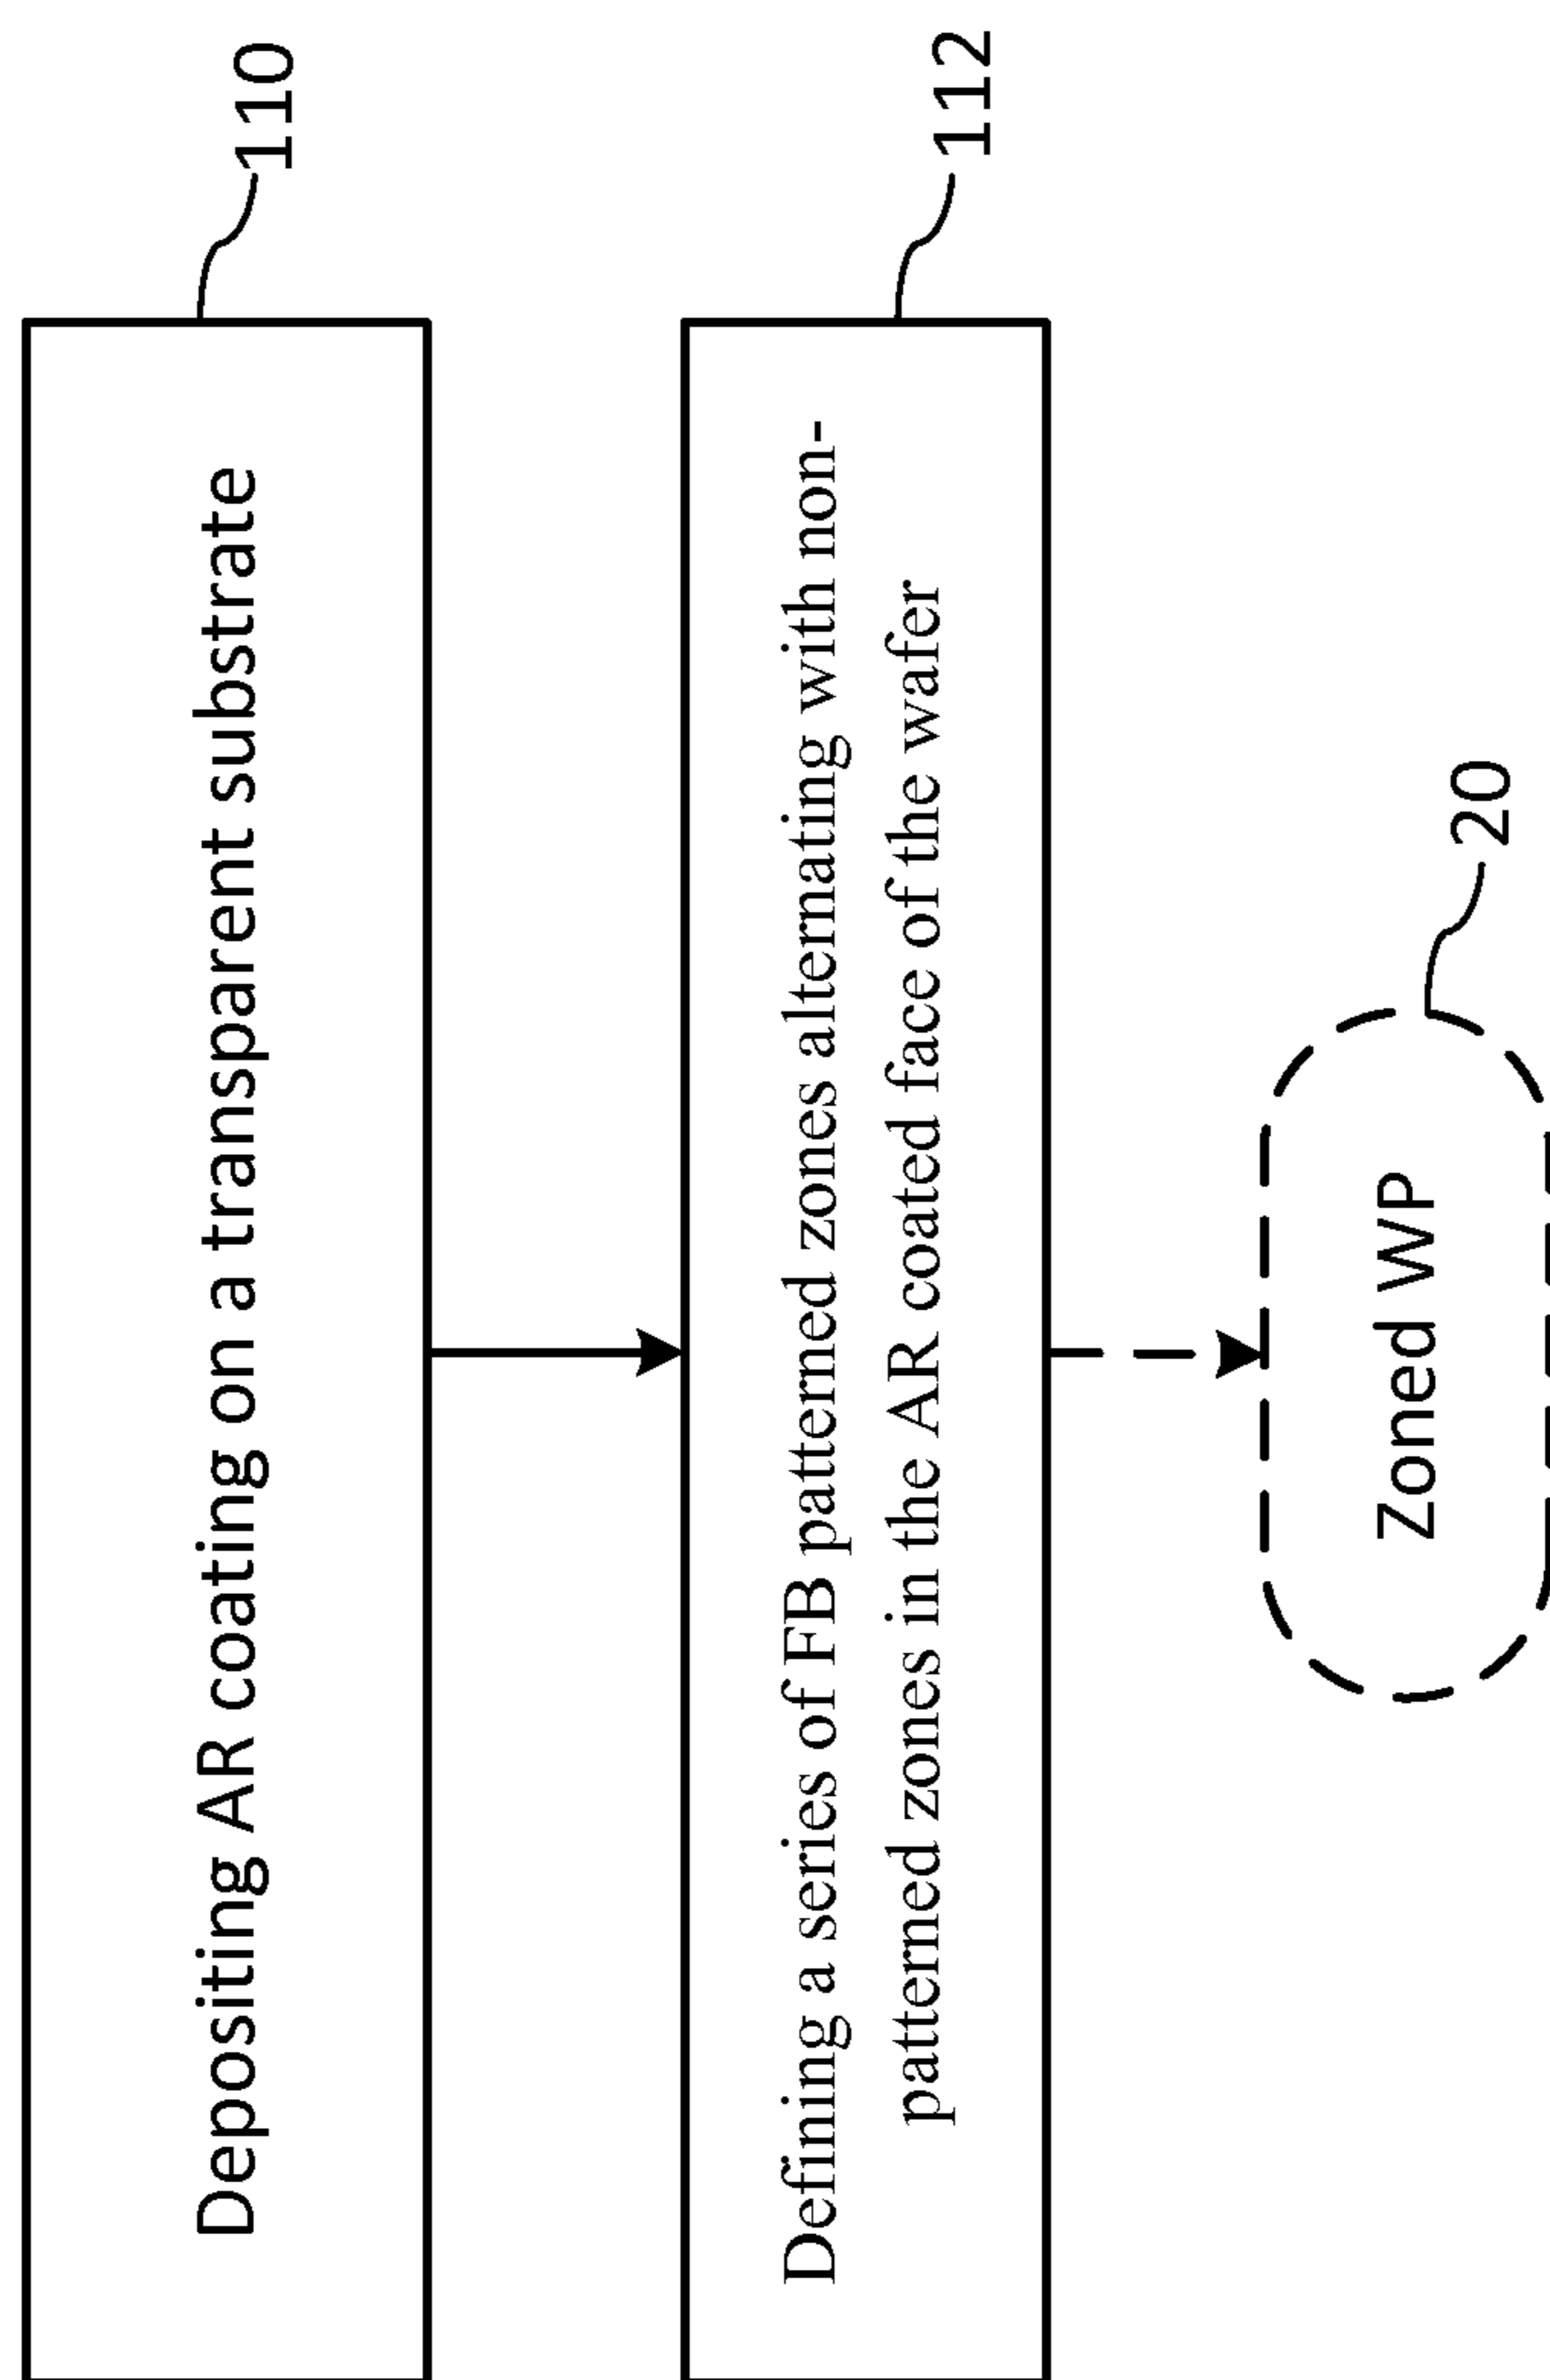 110
Depositing AR coating on a transparent substrate
112
Defining a series of FB patterned zones alternating with non-
patterned zones in the AR coated face of the wafer
20
Zoned WP